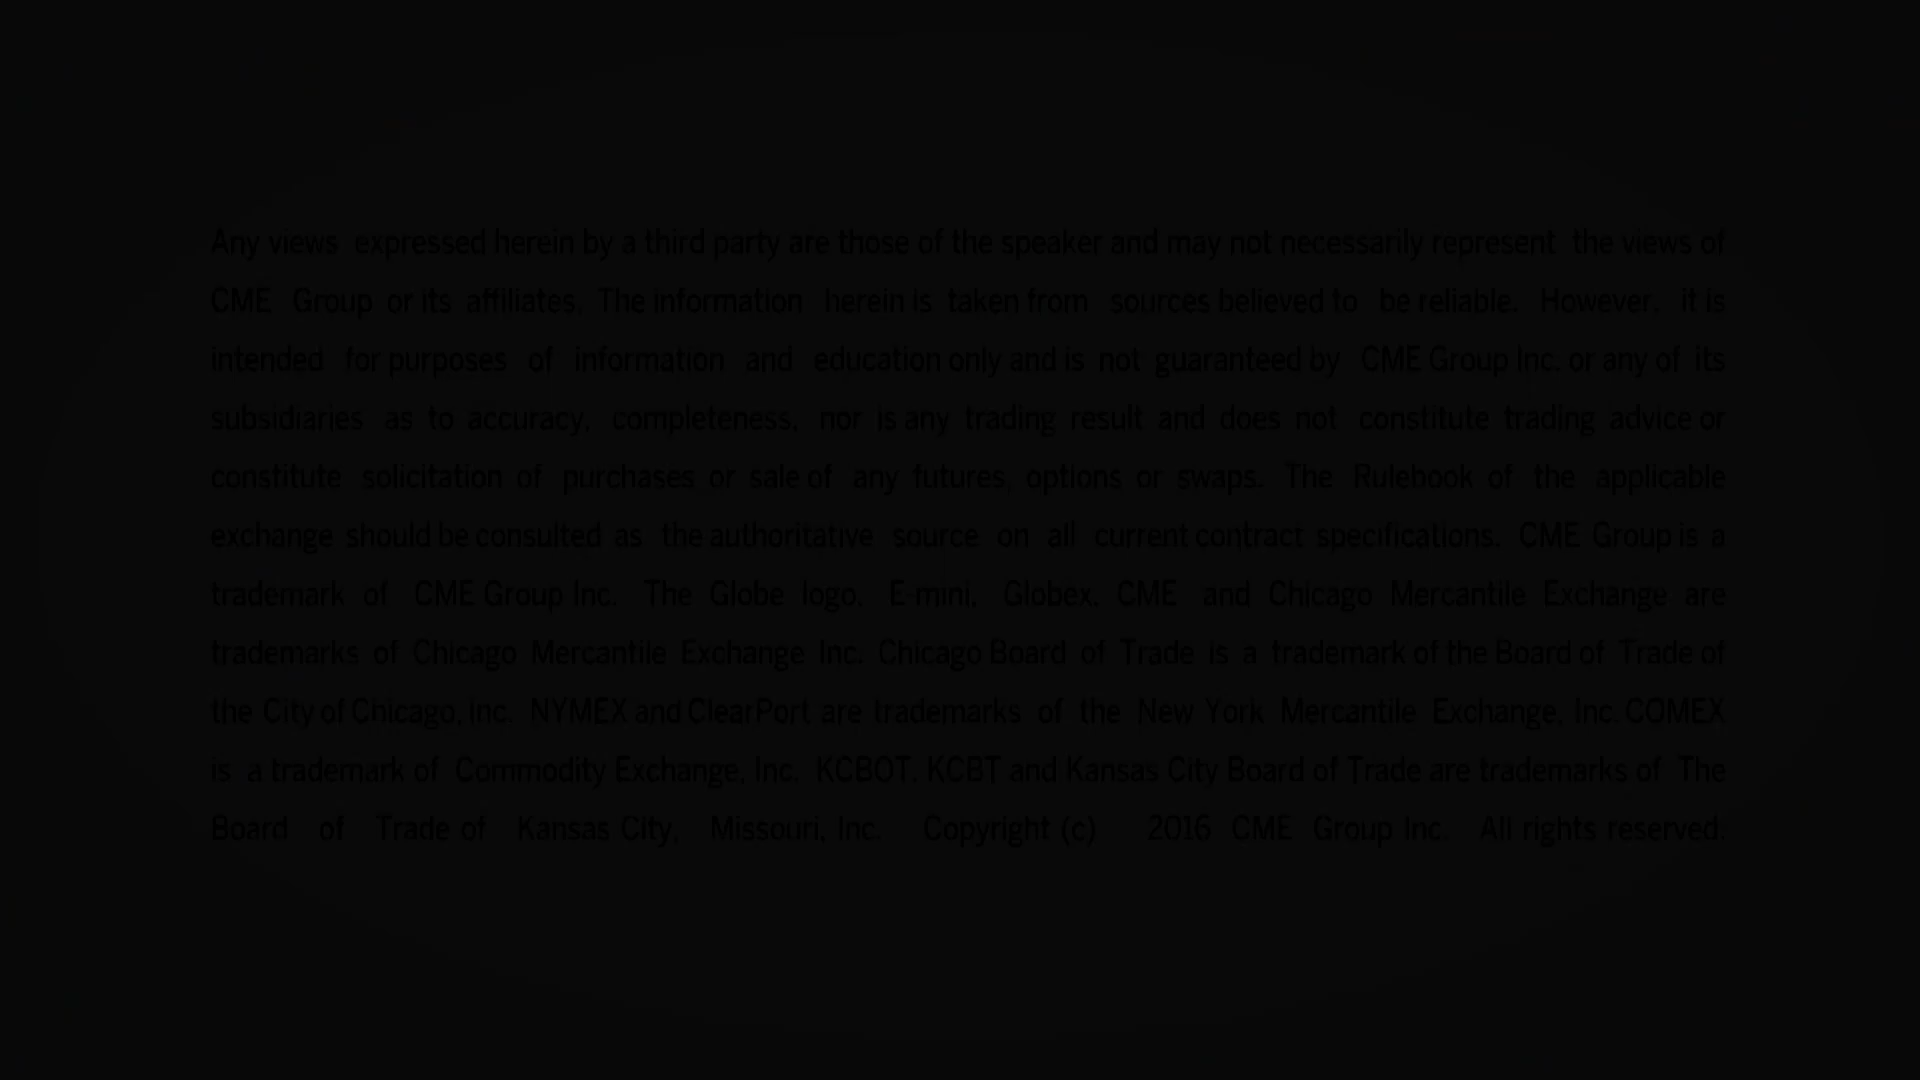 Any views expressed herein by a third party are those of the speaker and may not necessarily represent the views of
CME Group or its affiliates. The information herein is taken from sources believed to be reliable. However, it is
intended for purposes of information and education only and is not guaranteed by CME Group Inc. or any of its
subsidiaries as to accuracy, completeness, nor is any trading result and does not constitute trading advice or
constitute solicitation of purchases or sale of any futures, options or swaps. The Rulebook of the applicable
exchange should be consulted as the authoritative source on all current contract specifications. CME Group is a
trademark of CME Group Inc. The Globe logo, E-mini, Globex, CME and Chicago Mercantile Exchange are
trademarks of Chicago Mercantile Exchange Inc. Chicago Board of Trade is a trademark of the Board of Trade of
the City of Chicago, Inc. NYMEX and ClearPort are trademarks of the New York Mercantile Exchange, Inc. COMEX
is a trademark of Commodity Exchange, Inc. KCBOT, KCBT and Kansas City Board of Trade are trademarks of The
Board of Trade of Kansas City, Missouri, Inc. Copyright (c) 2016 CME Group Inc. All rights reserved.